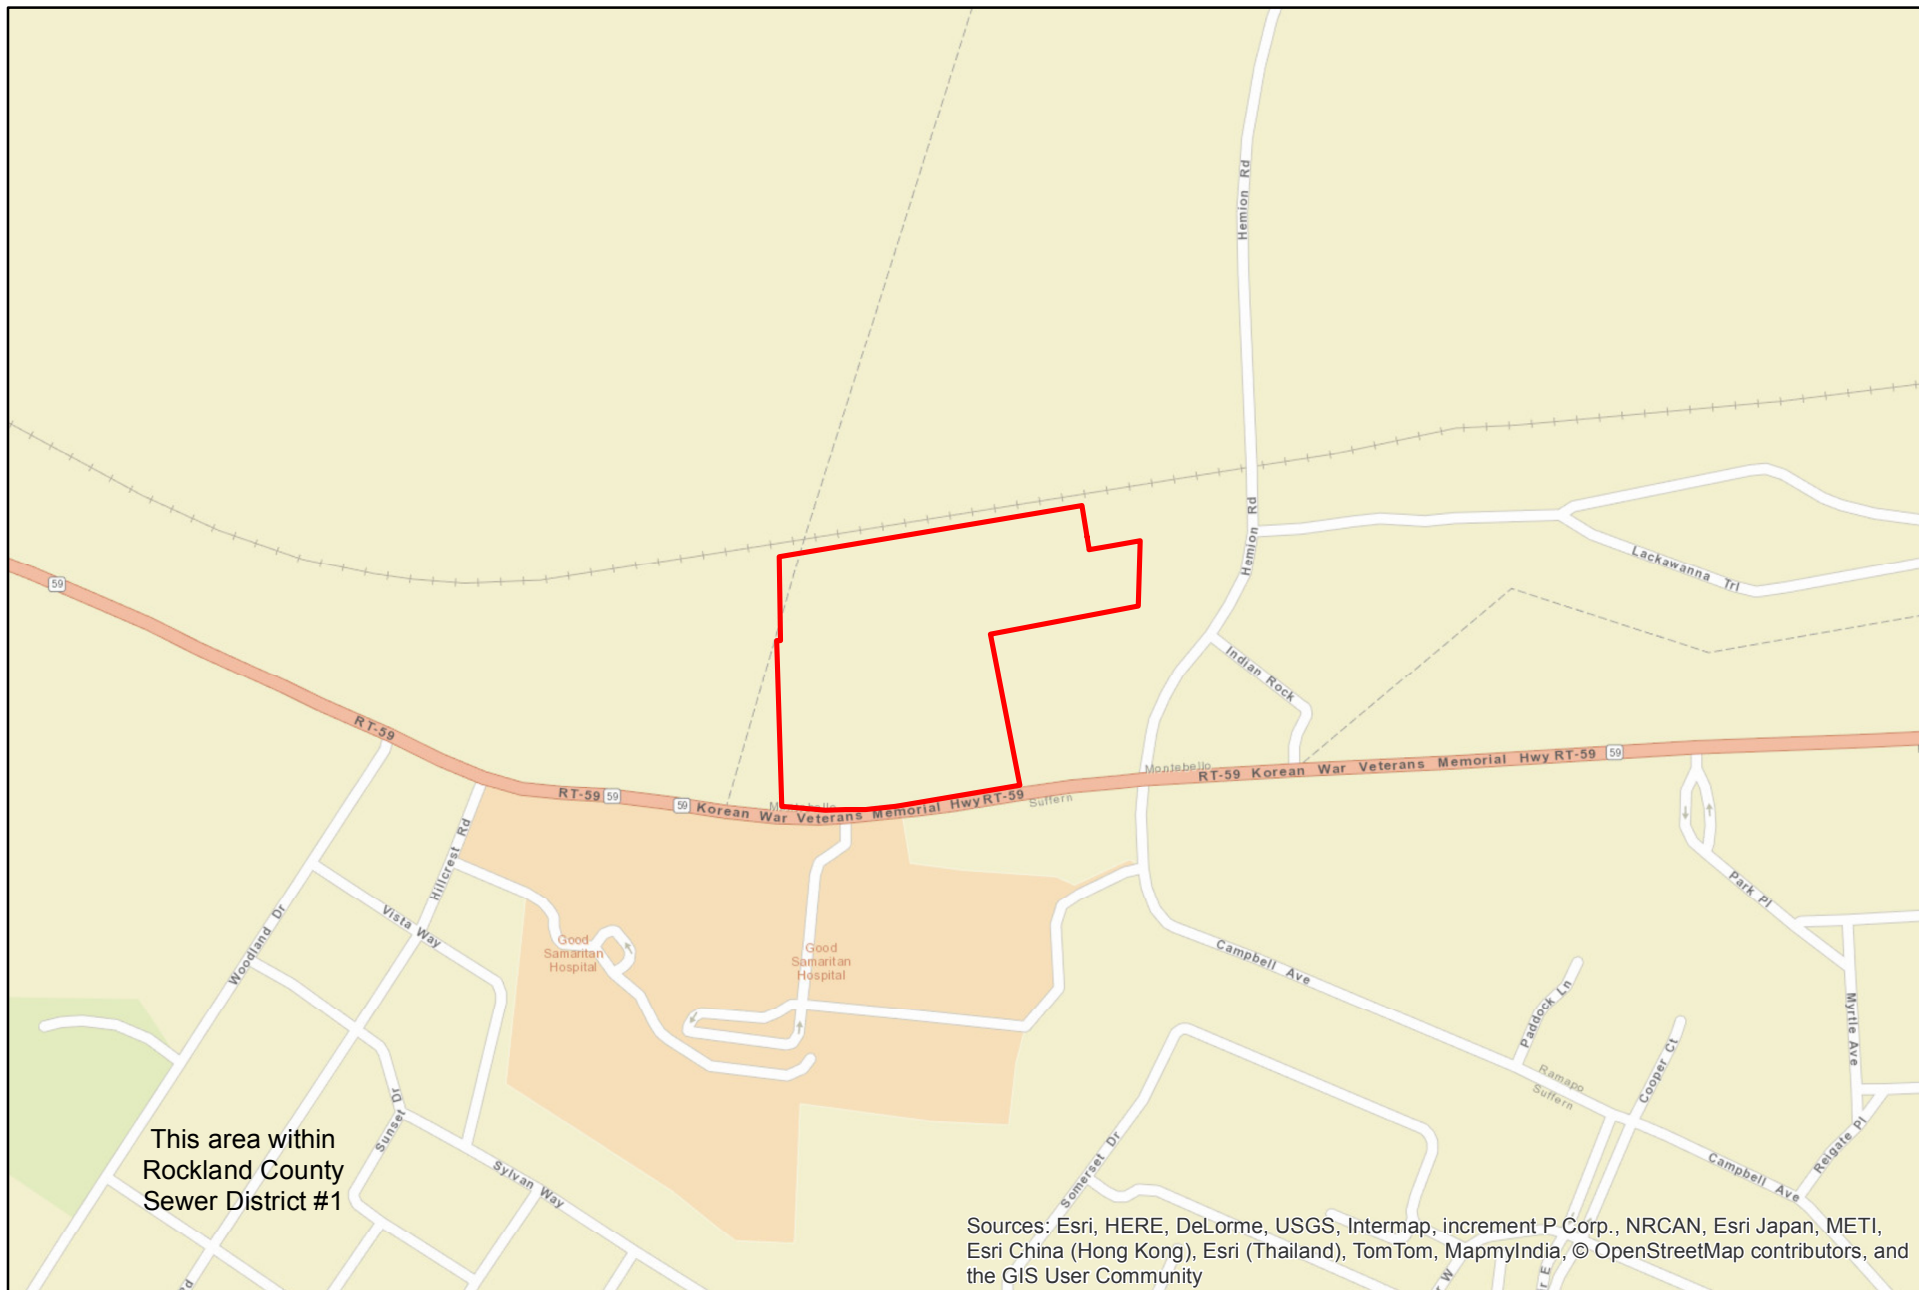 Hemion Rd
Hemion Rd
Lackawanna Trl
59
Indian Rock
RT-59
Montebello
RT-59 Korean War Veterans Memorial Hwy RT-59
59
RT-59
59
59
Korean War Veterans Memorial Hwy RT-59
Montebello
Suffern
Hillcrest Rd
Vista Way
Woodland Dr
Good
Samaritan
Hospital
Good
Samaritan
Hospital
Park Pl
Campbell Ave
Paddock Ln
Myrtle Ave
Cooper Ct
Ramapo
Suffern
Sunset Dr
This area within
Rockland County
Sewer District #1
Sylvan Way
Somerset Dr
Campbell Ave
Reigate Pl
Sources: Esri, HERE, DeLorme, USGS, Intermap, increment P Corp., NRCAN, Esri Japan, METI,
Esri China (Hong Kong), Esri (Thailand), TomTom, MapmyIndia, © OpenStreetMap contributors, and
the GIS User Community